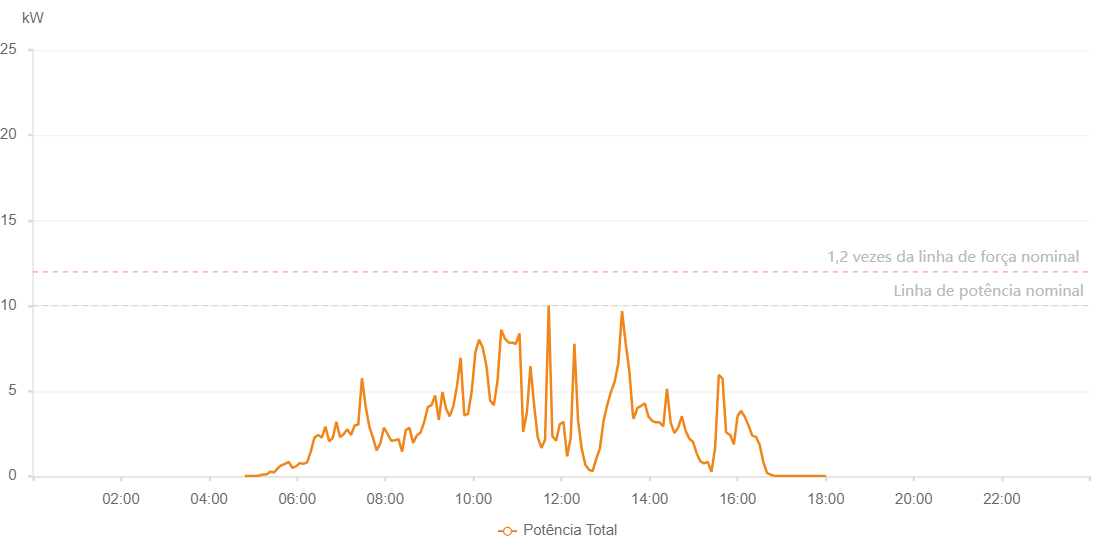 kW
25
20
15
1,2 vezes da linha de força nominal
Linha de potência nominal
10
5
0
02:00 04:00 06:00 08:00 10:00 12:00 14:00 16:00 18:00 20:00 22:00
Potência Total